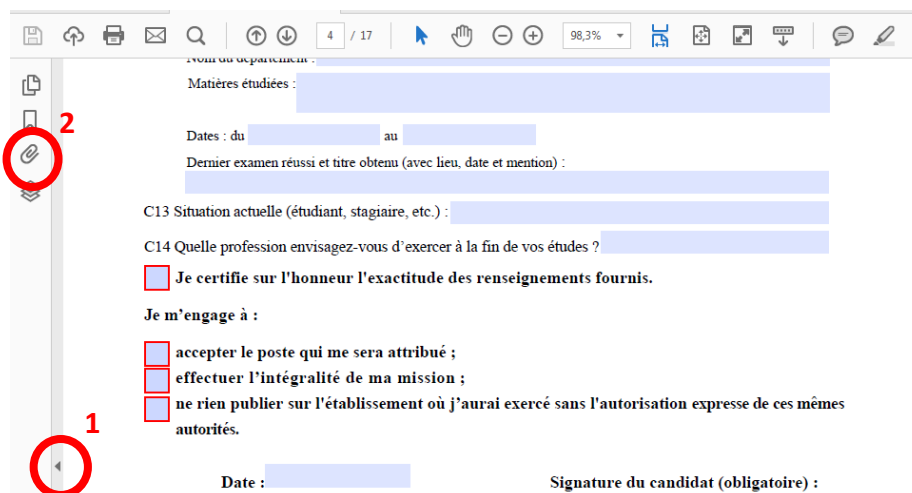 4 / 17 98,3%
Nom du département :
Matières étudiées :
2
Dates : du au
Dernier examen réussi et titre obtenu (avec lieu, date et mention) :
C13 Situation actuelle (étudiant, stagiaire, etc.) :
C14 Quelle profession envisagez-vous d’exercer à la fin de vos études ?
Je certifie sur l'honneur l'exactitude des renseignements fournis.
Je m’engage à :
accepter le poste qui me sera attribué ;
effectuer l’intégralité de ma mission ;
ne rien publier sur l'établissement où j’aurai exercé sans l'autorisation expresse de ces mêmes
autorités.
1
Date : Signature du candidat (obligatoire) :